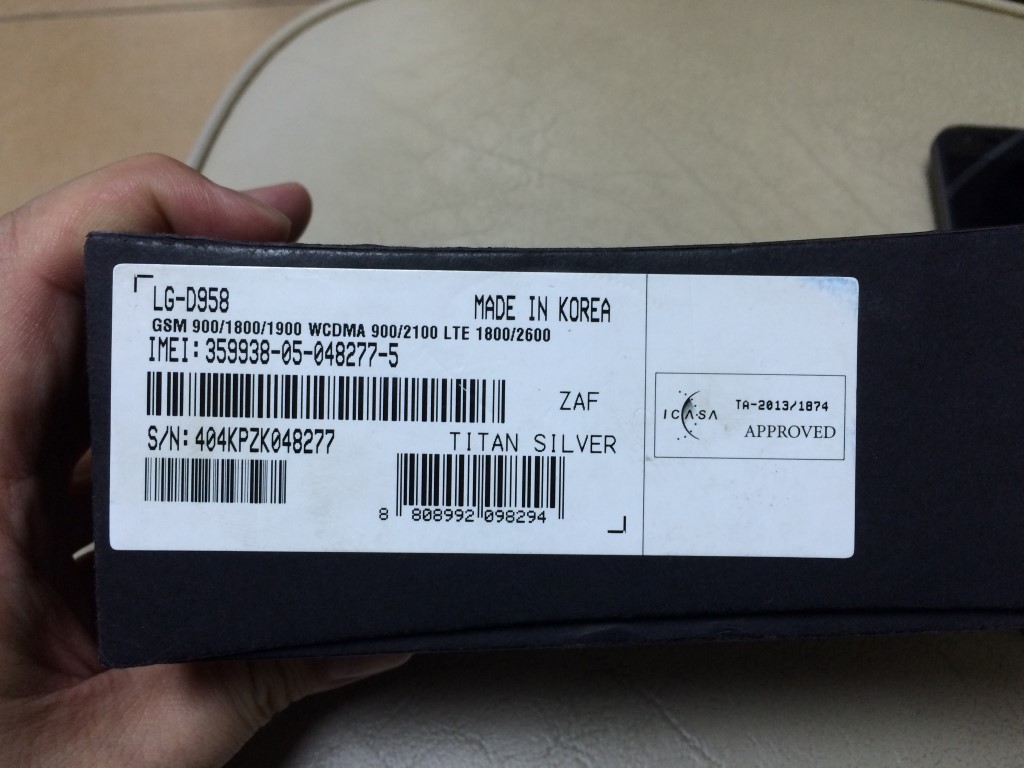 LG-D958
MADE IN KOREA
GSM 900/1800/1900 WCDMA 900/2100 LTE 1800/2600
IMEI: 359938-05-048277-5
ZAF
S/N: 404KPZK048277
TITAN SILVER
8 808992 098294
ICASA
TA-2013/1874
APPROVED